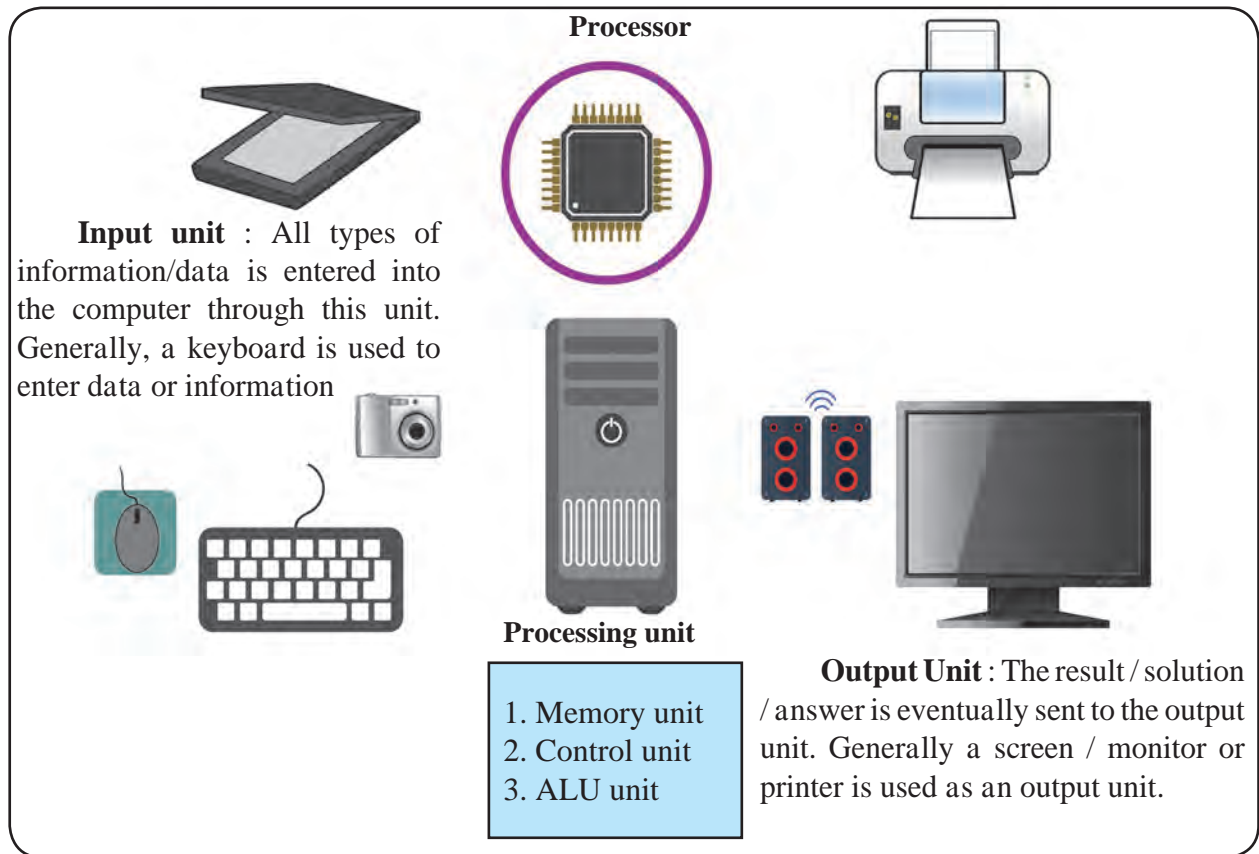 Processor
Input unit : All types of
information/data is entered into
the computer through this unit.
Generally, a keyboard is used to
enter data or information
Processing unit
1. Memory unit
2. Control unit
3. ALU unit
Output Unit : The result / solution
/ answer is eventually sent to the output
unit. Generally a screen / monitor or
printer is used as an output unit.